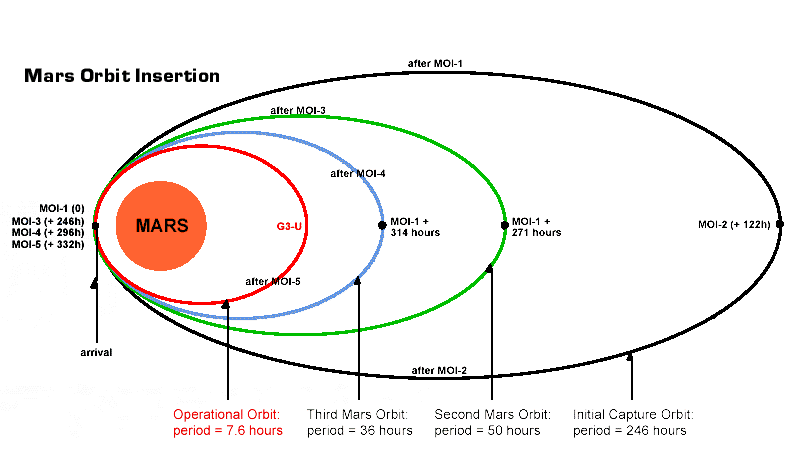 after MOI-1
Mars Orbit Insertion
after MOI-3
after MOI-4
MOI-1 (0)
MOI-3 (+ 246h)
MOI-4 (+ 296h)
MOI-5 (+ 332h)
MARS
G3-U
MOI-1 +
314 hours
MOI-1 +
271 hours
MOI-2 (+ 122h)
after MOI-5
arrival
after MOI-2
Operational Orbit:
period = 7.6 hours
Third Mars Orbit:
period = 36 hours
Second Mars Orbit:
period = 50 hours
Initial Capture Orbit:
period = 246 hours